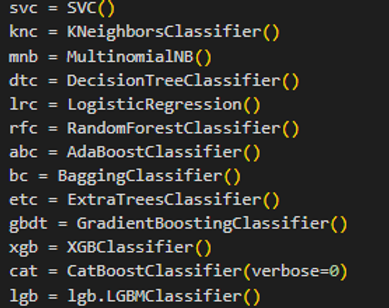 svc = SVC()
knc = KNeighborsClassifier()
mnb = MultinomialNB()
dtc = DecisionTreeClassifier()
lrc = LogisticRegression()
rfc = RandomForestClassifier()
abc = AdaBoostClassifier()
bc = BaggingClassifier()
etc = ExtraTreesClassifier()
gbdt = GradientBoostingClassifier()
xgb = XGBClassifier()
cat = CatBoostClassifier(verbose=0)
lgb = lgb.LGBMClassifier()